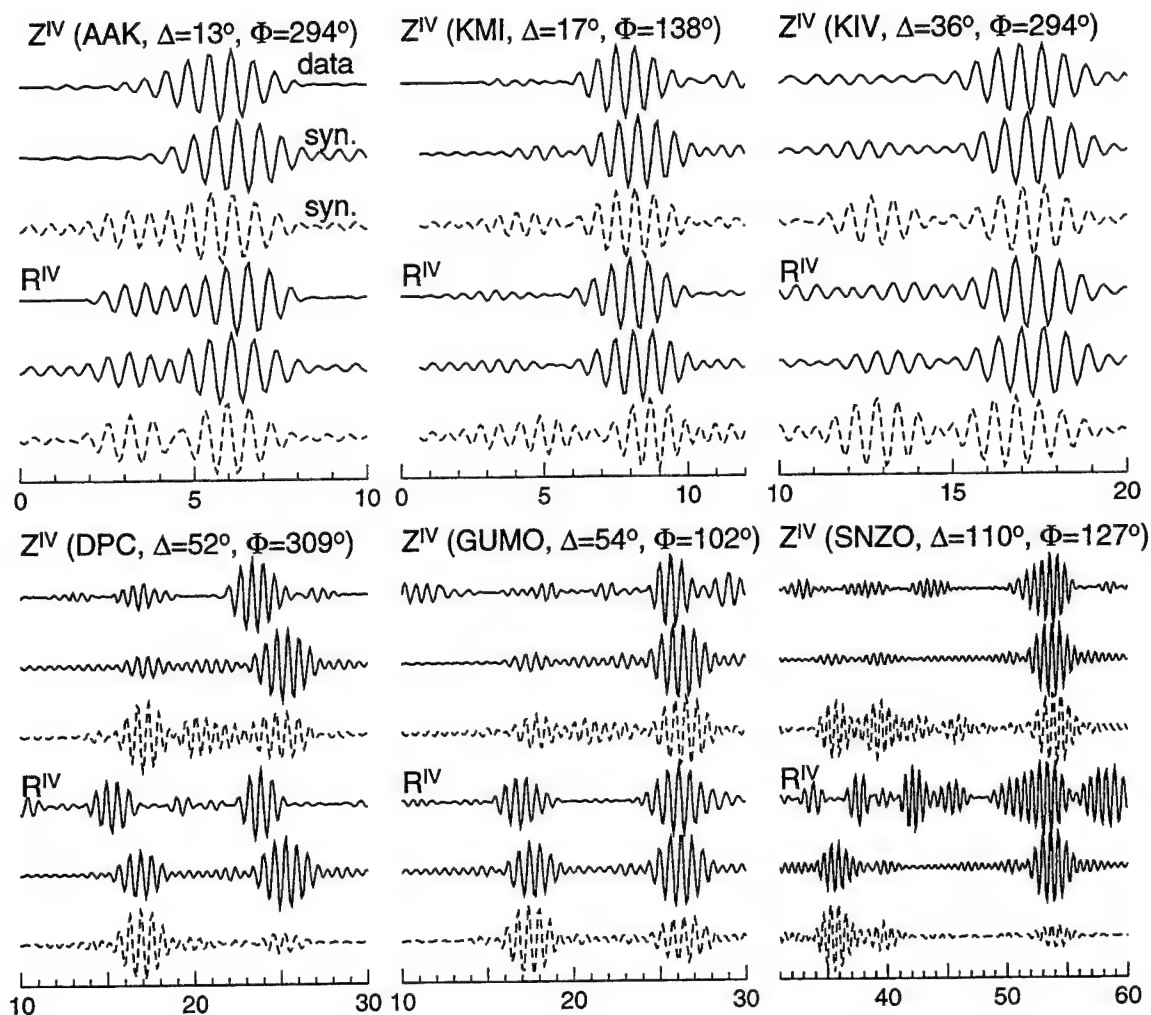 Z^IV (AAK, Δ=13°, Φ=294°)
data
syn.
syn.
R^IV
0 5 10
Z^IV (KMI, Δ=17°, Φ=138°)
R^IV
0 5 10
Z^IV (KIV, Δ=36°, Φ=294°)
R^IV
10 15 20
Z^IV (DPC, Δ=52°, Φ=309°)
R^IV
10 20 30
Z^IV (GUMO, Δ=54°, Φ=102°)
R^IV
10 20 30
Z^IV (SNZO, Δ=110°, Φ=127°)
R^IV
40 50 60